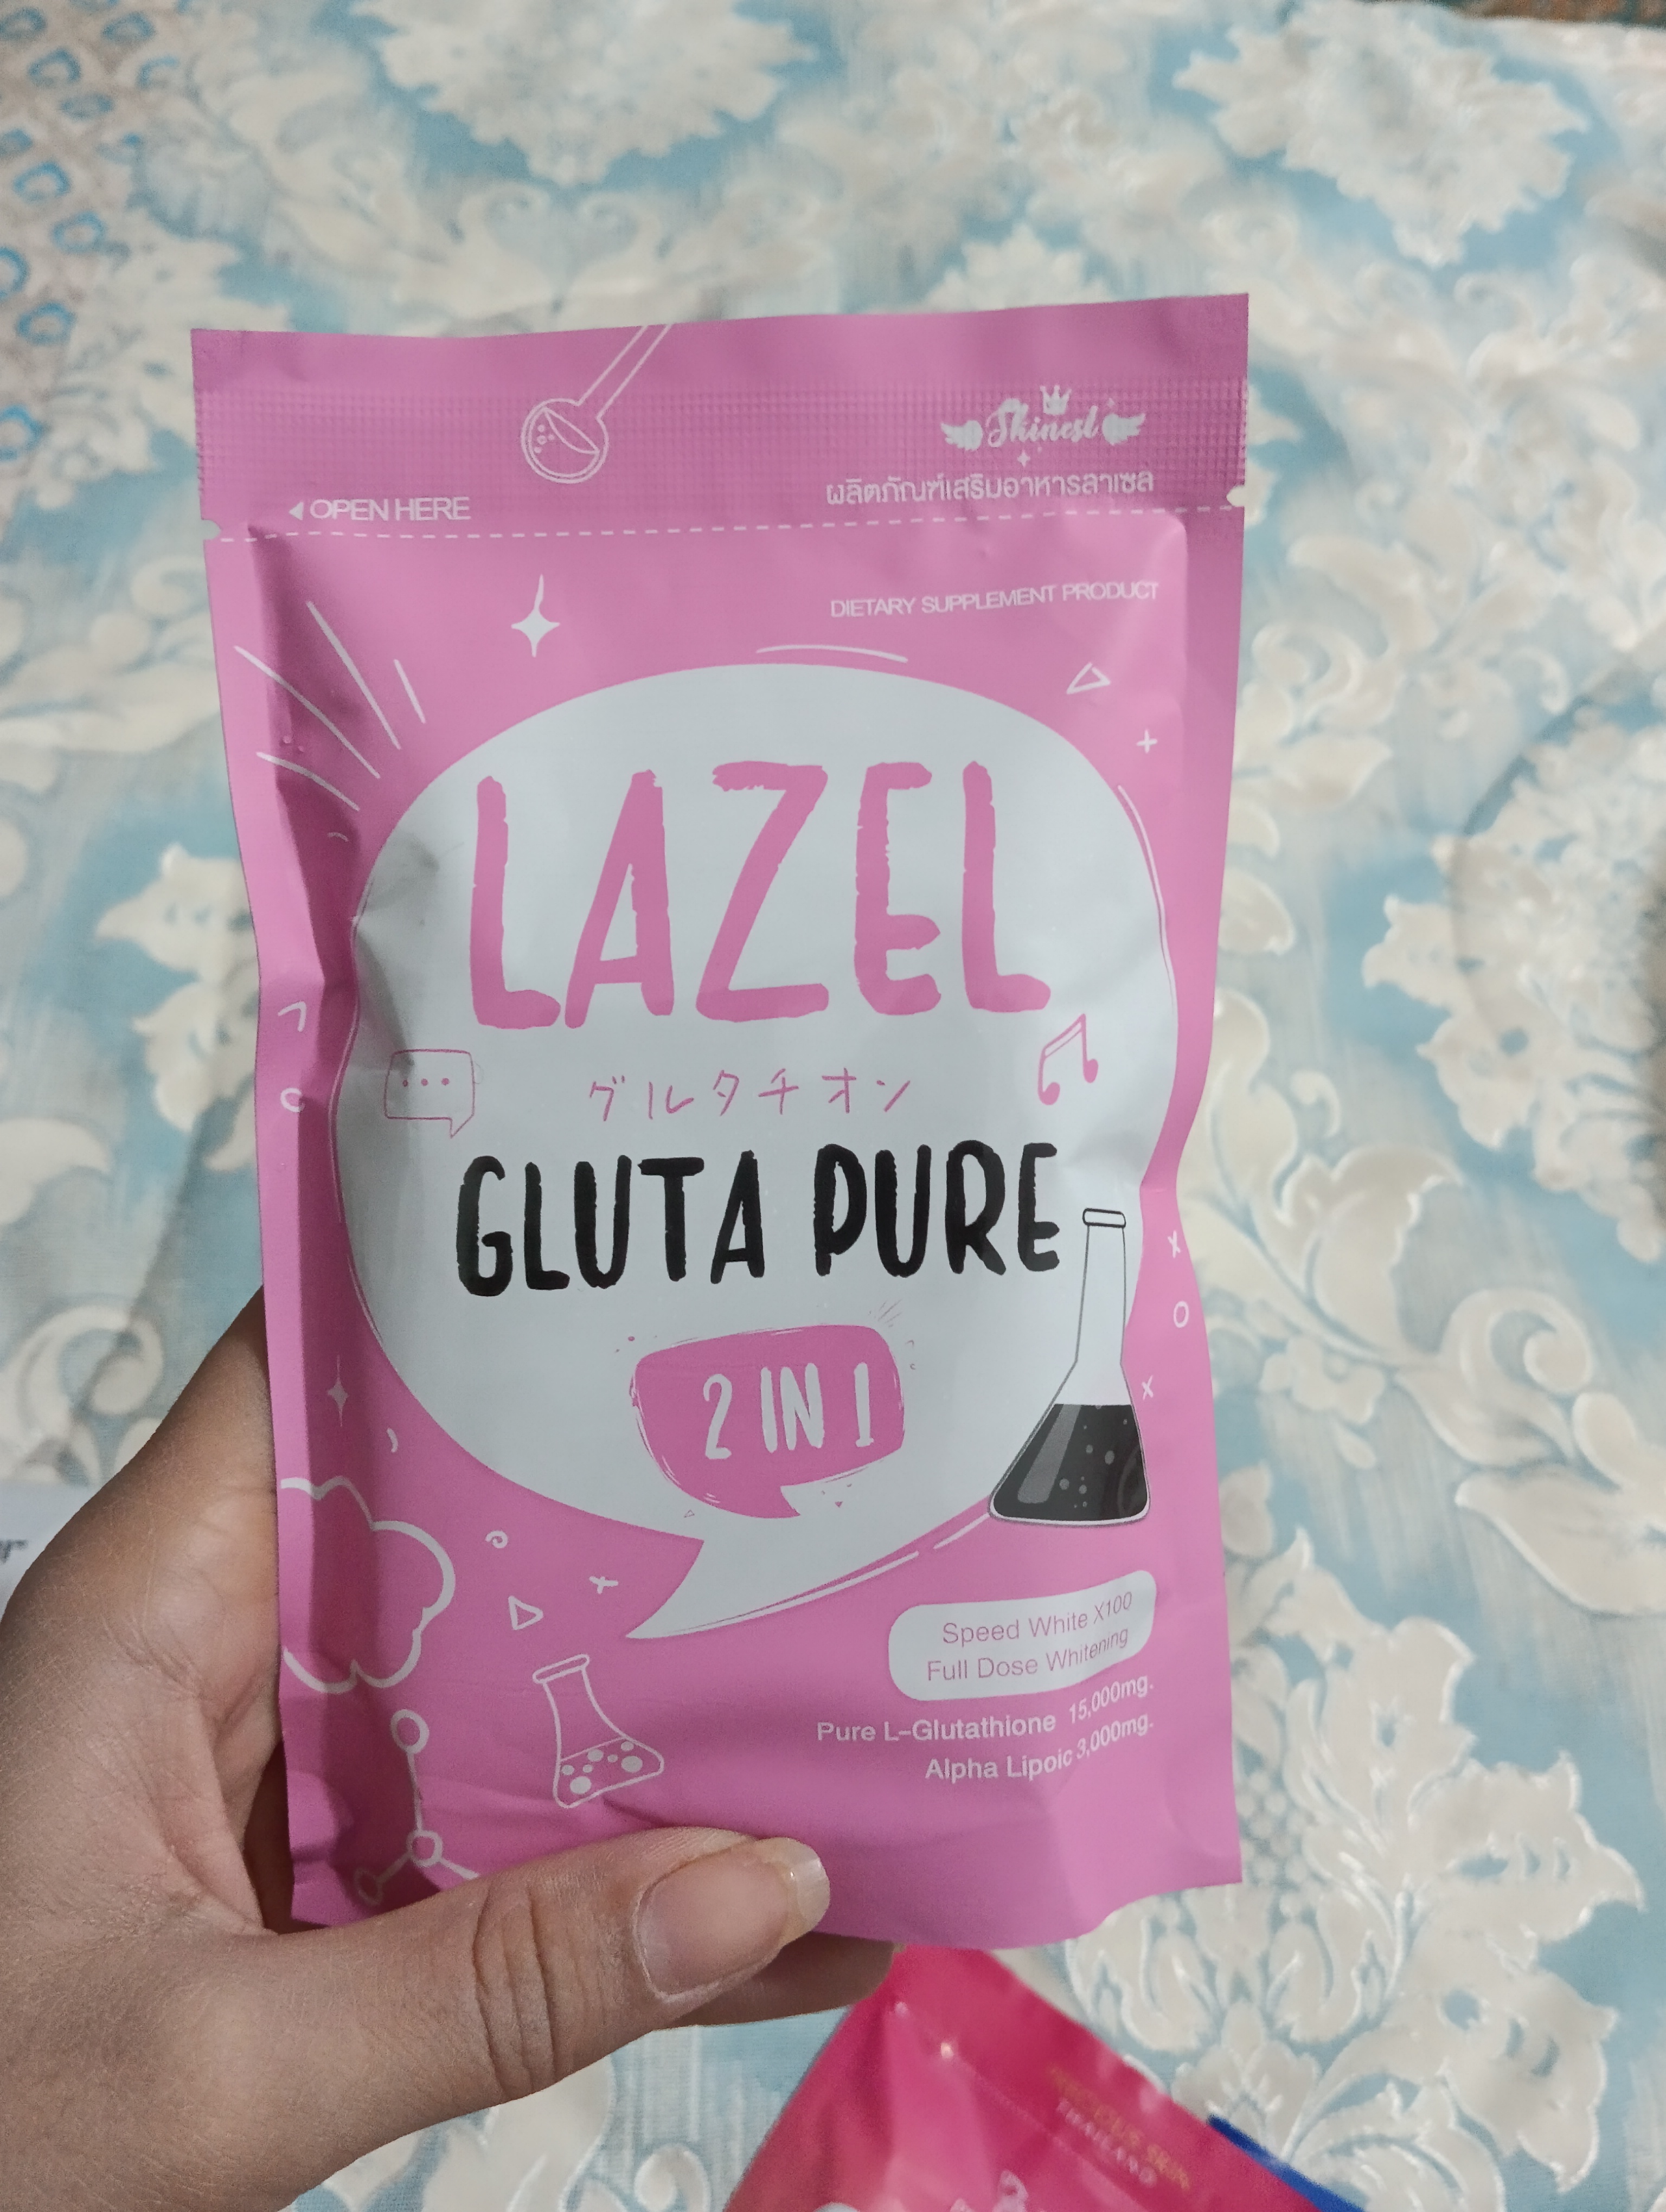 Skinest
ผลิตภัณฑ์เสริมอาหารลาเซล
OPEN HERE
DIETARY SUPPLEMENT PRODUCT
LAZEL
グルタチオン
GLUTA PURE
2 IN 1
Speed White X100
Full Dose Whitening
Pure L-Glutathione 15,000mg.
Alpha Lipoic 3,000mg.
THAILAND